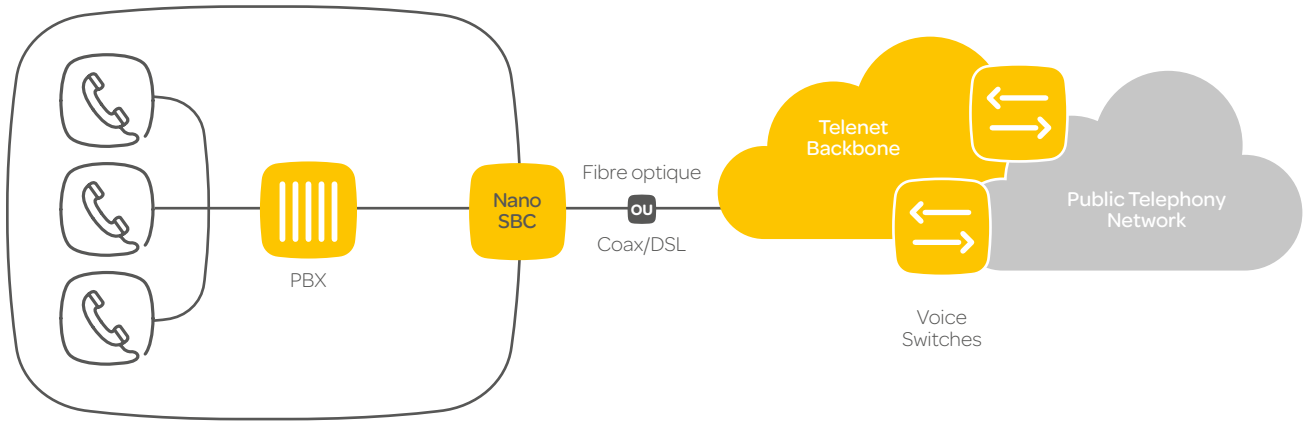 PBX
Nano
SBC
Fibre optique
OU
Coax/DSL
Telenet
Backbone
Voice
Switches
Public Telephony
Network